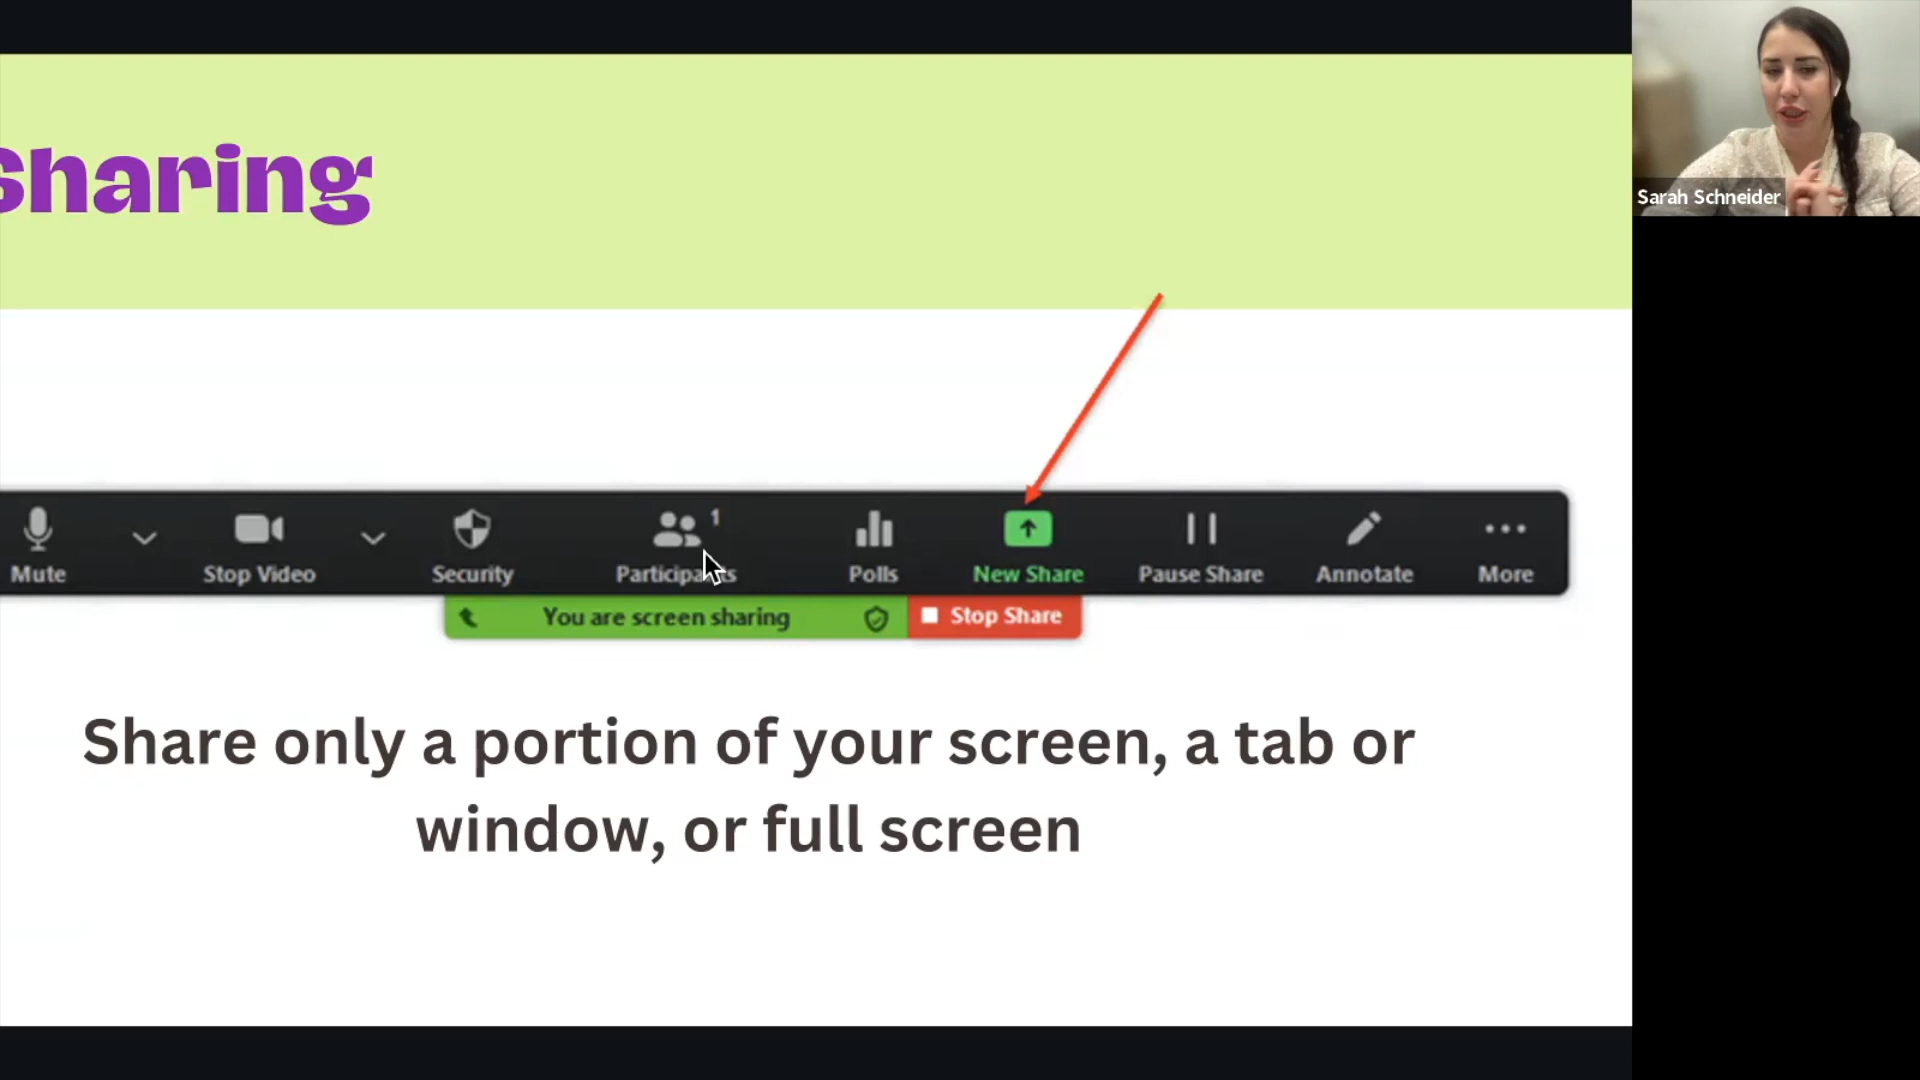 Sharing
Sarah Schneider
1
Mute Stop Video Security Participants Polls New Share Pause Share Annotate More
You are screen sharing Stop Share
Share only a portion of your screen, a tab or
window, or full screen